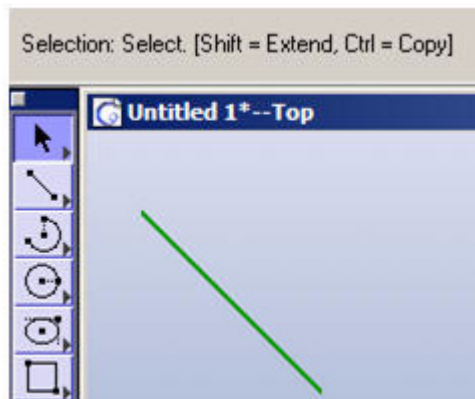 Selection: Select. [Shift = Extend, Ctrl = Copy]
Untitled 1*--Top